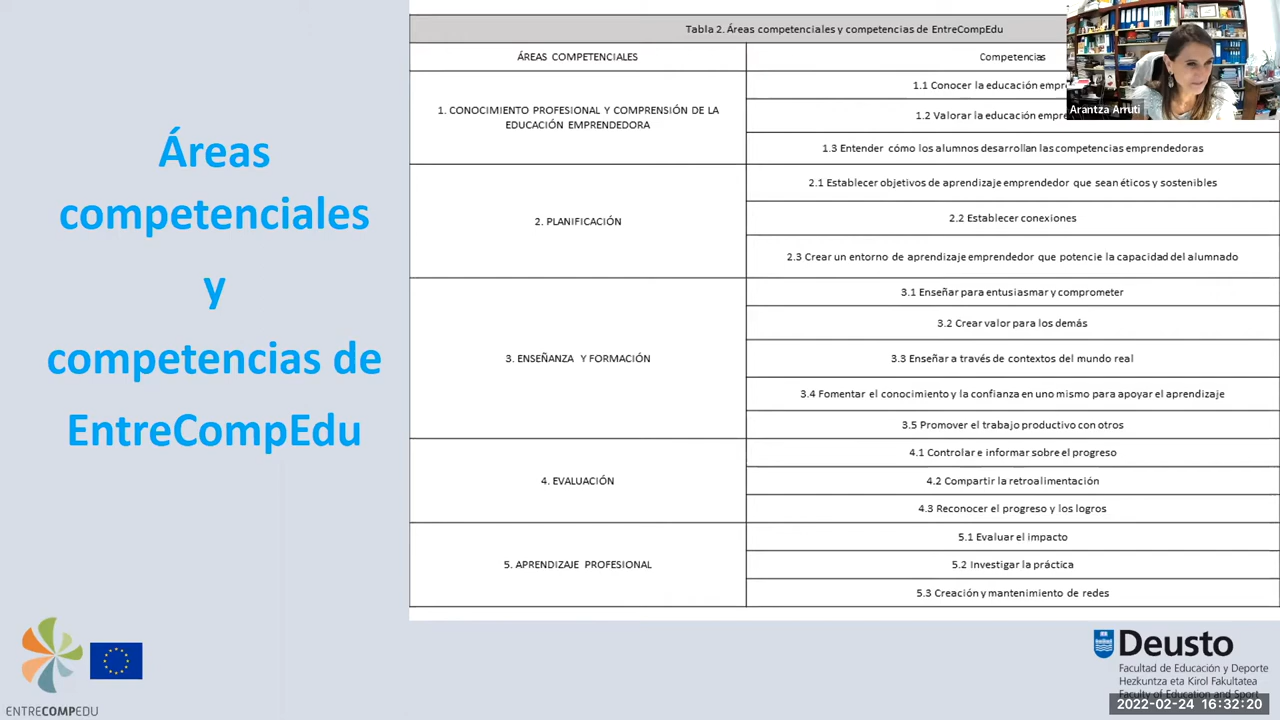 Áreas
competenciales
y
competencias de
EntreCompEdu
Tabla 2. Áreas competenciales y competencias de EntreCompEdu
ÁREAS COMPETENCIALES
Competencias
1. CONOCIMIENTO PROFESIONAL Y COMPRENSIÓN DE LA
EDUCACIÓN EMPRENDEDORA
1.1 Conocer la educación
1.2 Valorar la educación
1.3 Entender cómo los alumnos desarrollan las competencias emprendedoras
2. PLANIFICACIÓN
2.1 Establecer objetivos de aprendizaje emprendedor que sean éticos y sostenibles
2.2 Establecer conexiones
2.3 Crear un entorno de aprendizaje emprendedor que potencie la capacidad del alumnado
3. ENSEÑANZA Y FORMACIÓN
3.1 Enseñar para entusiasmar y comprometer
3.2 Crear valor para los demás
3.3 Enseñar a través de contextos del mundo real
3.4 Fomentar el conocimiento y la confianza en uno mismo para apoyar el aprendizaje
3.5 Promover el trabajo productivo con otros
4. EVALUACIÓN
4.1 Controlar e informar sobre el progreso
4.2 Compartir la retroalimentación
4.3 Reconocer el progreso y los logros
5. APRENDIZAJE PROFESIONAL
5.1 Evaluar el impacto
5.2 Investigar la práctica
5.3 Creación y mantenimiento de redes
Arantza Arruti
ENTRECOMPEDU
Deusto
Facultad de Educación y Deporte
Hezkuntza eta Kirol Fakultatea
Faculty of Education and Sport
2022-02-24 16:32:20